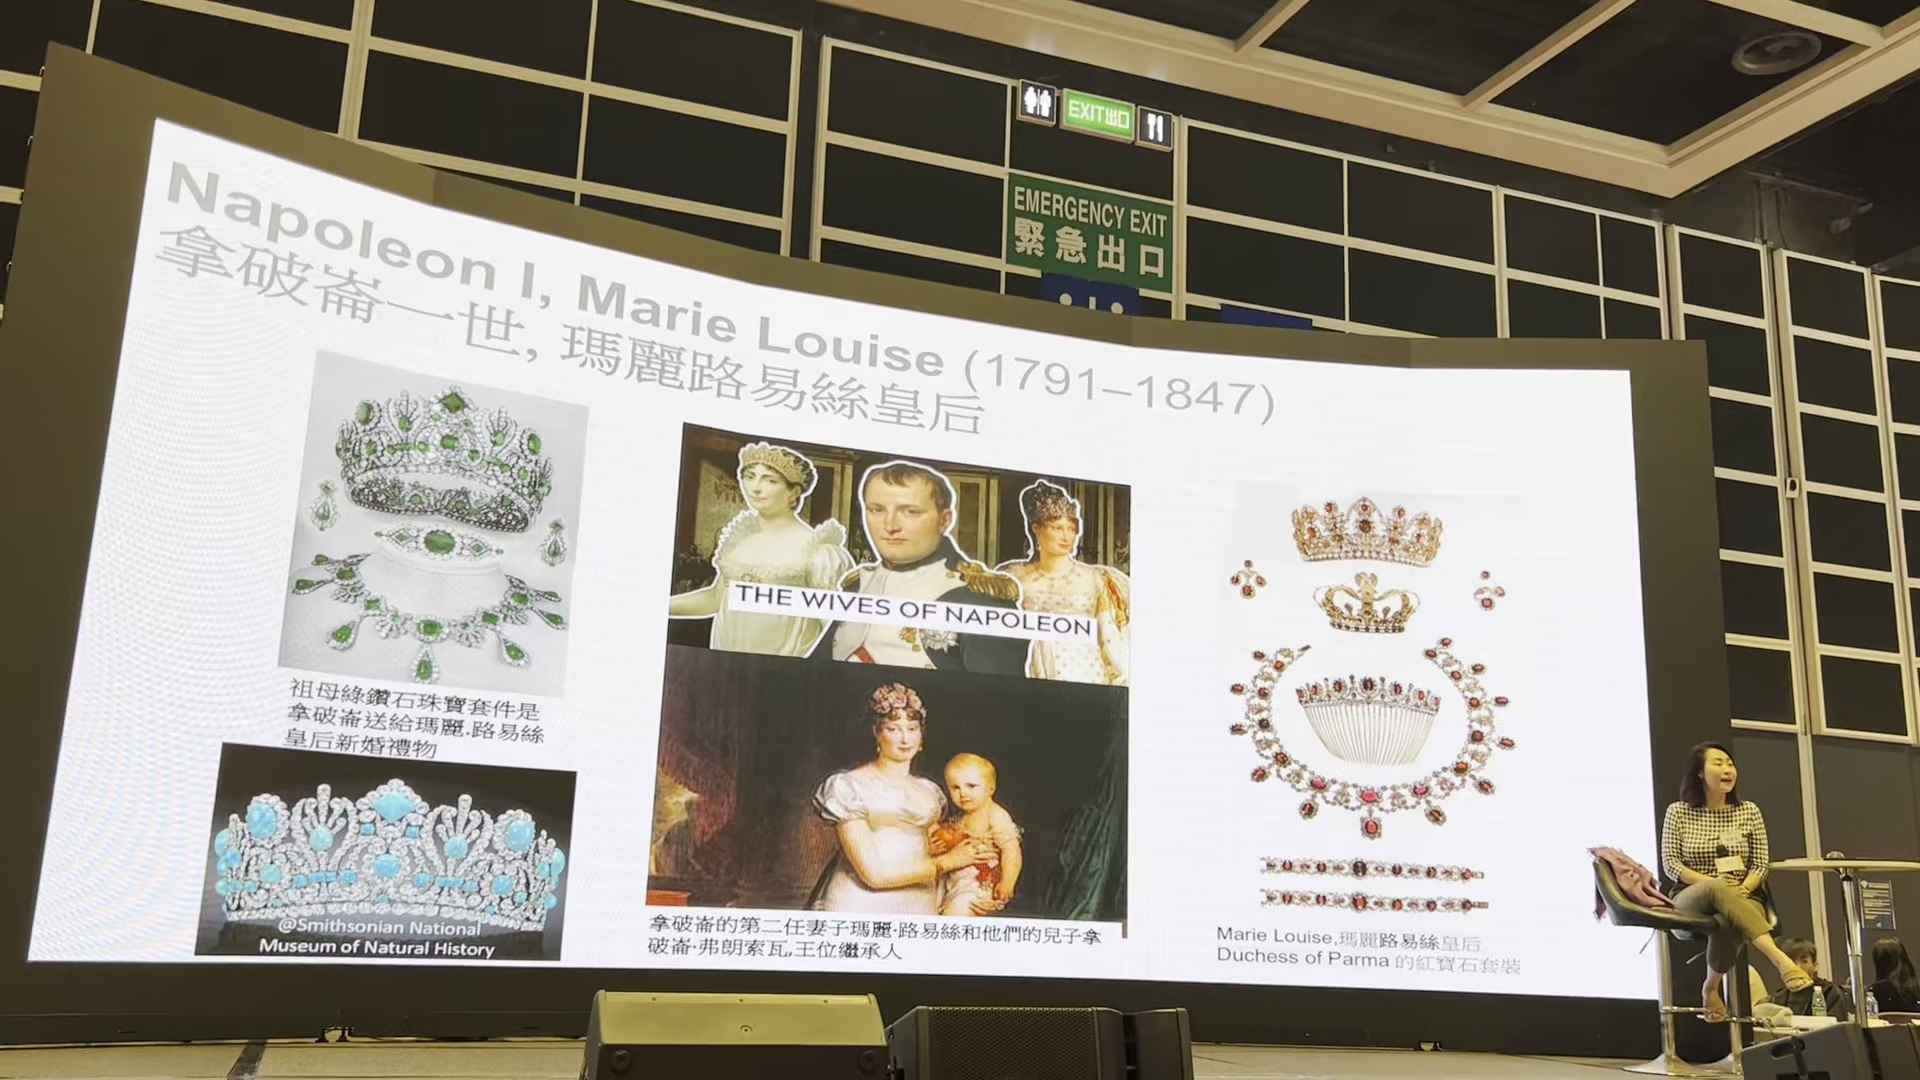 EXIT出口
EMERGENCY EXIT
緊急出口
Napoleon I, Marie Louise (1791–1847)
拿破崙一世, 瑪麗路易絲皇后
祖母綠鑽石珠寶套件是
拿破崙送給瑪麗.路易絲
皇后新婚禮物
@Smithsonian National
Museum of Natural History
THE WIVES OF NAPOLEON
拿破崙的第二任妻子瑪麗·路易絲和他們的兒子拿
破崙·弗朗索瓦,王位繼承人
Marie Louise,瑪麗路易絲皇后
Duchess of Parma 的紅寶石套裝